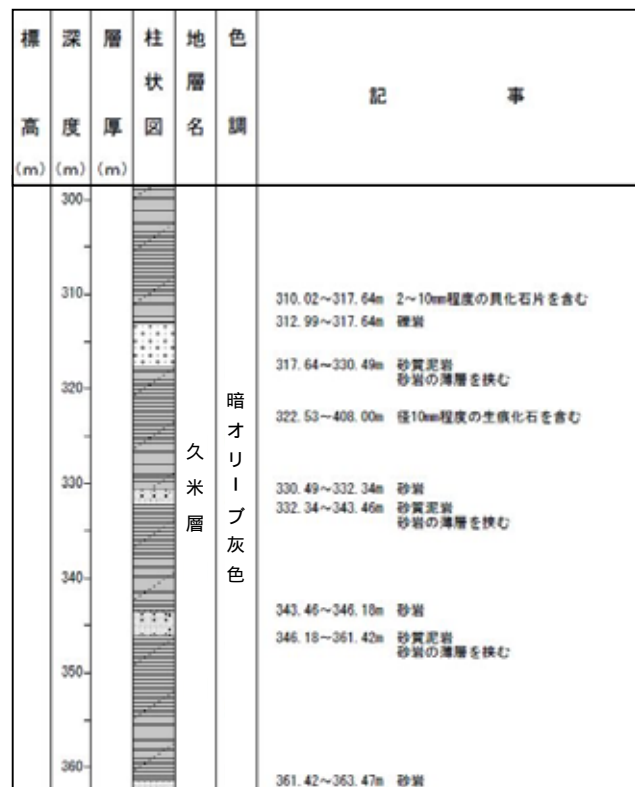 標高(m) 深度(m) 層厚(m) 柱状図 地層名 色調 記事
300
310
310.02～317.64m 2～10mm程度の貝化石片を含む
312.99～317.64m 礫岩
317.64～330.49m 砂質泥岩
砂岩の薄層を挟む
320
322.53～408.00m 径10mm程度の生痕化石を含む
久米層
暗オリーブ灰色
330
330.49～332.34m 砂岩
332.34～343.46m 砂質泥岩
砂岩の薄層を挟む
340
343.46～346.18m 砂岩
346.18～361.42m 砂質泥岩
砂岩の薄層を挟む
350
360
361.42～363.47m 砂岩